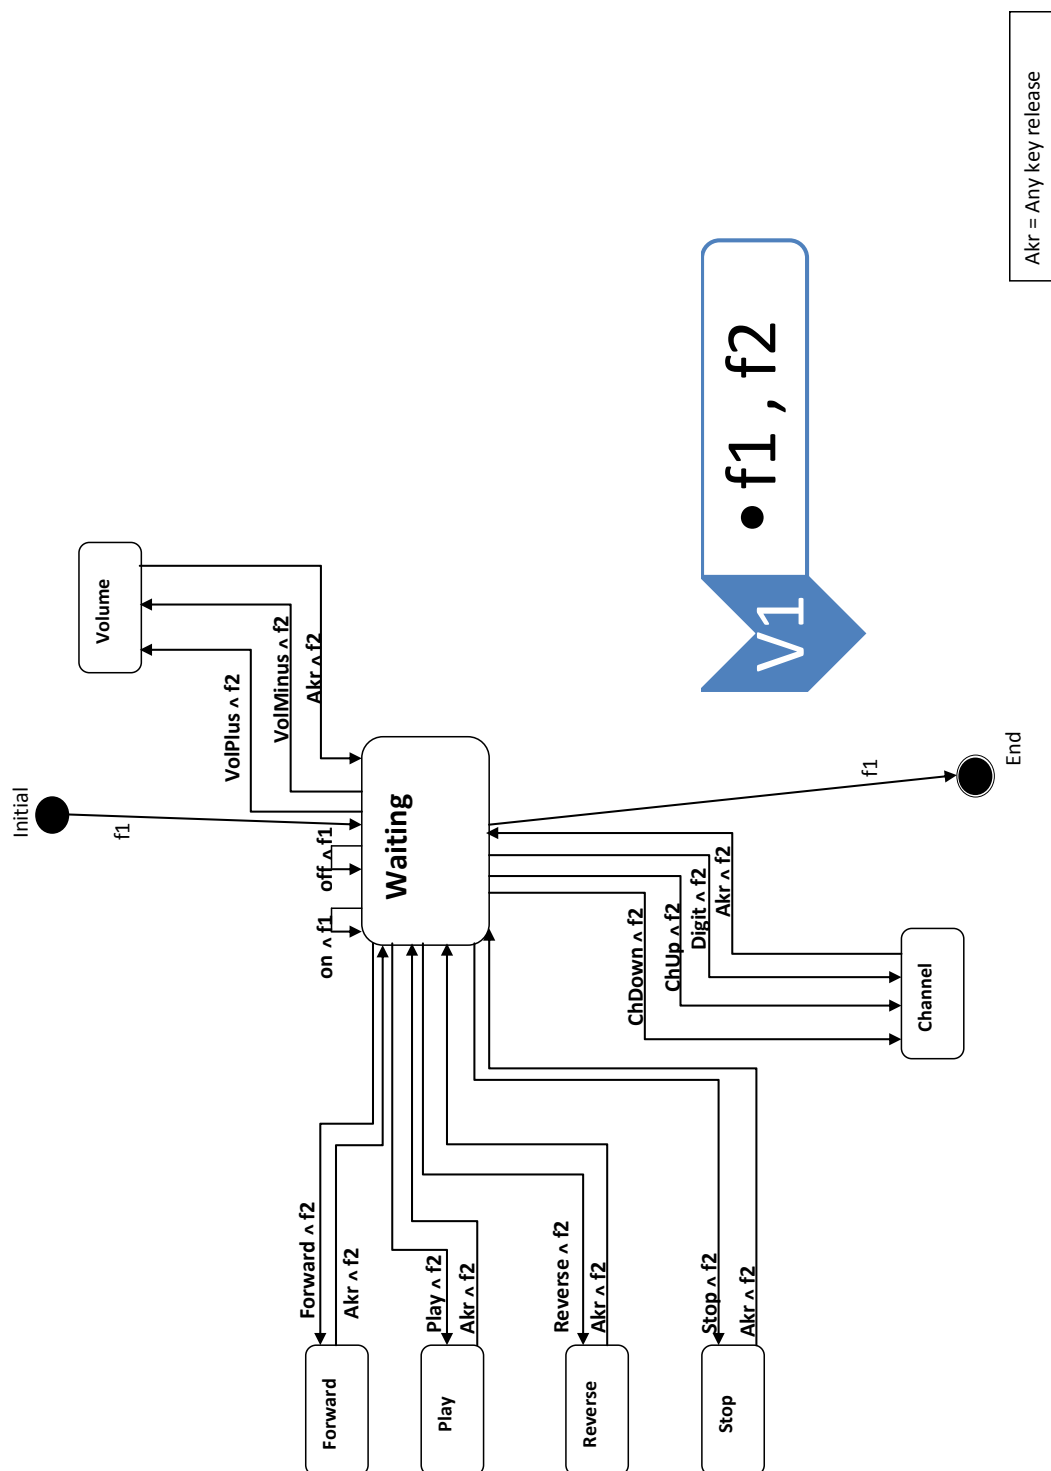 Initial
f1
Volume
VolPlus ^ f2
VolMinus ^ f2
Akr ^ f2
on ^ f1
off ^ f1
Waiting
Forward ^ f2
Akr ^ f2
Forward
Play ^ f2
Akr ^ f2
Play
Reverse ^ f2
Akr ^ f2
Reverse
Stop ^ f2
Akr ^ f2
Stop
ChDown ^ f2
ChUp ^ f2
Digit ^ f2
Akr ^ f2
Channel
f1
End
V1
• f1 , f2
Akr = Any key release